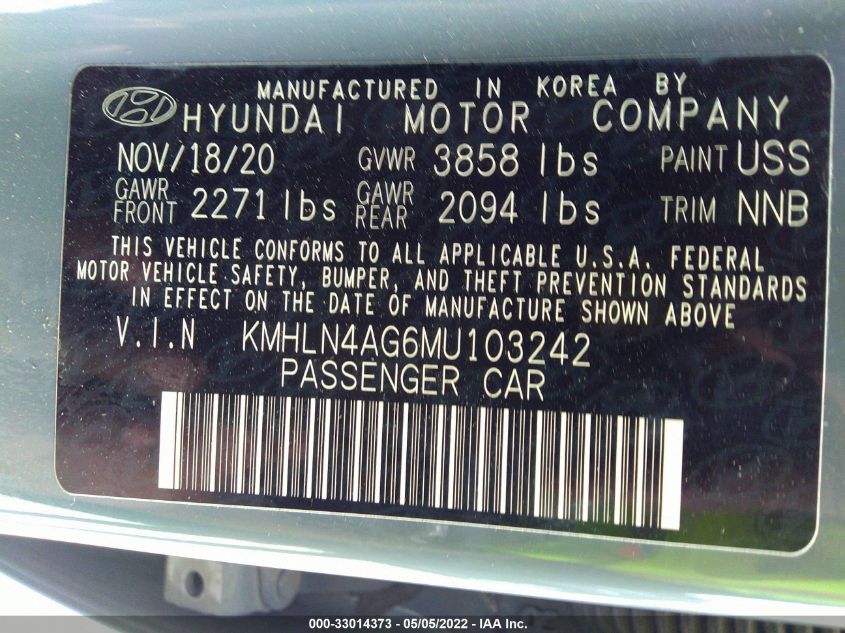 MANUFACTURED IN KOREA BY
HYUNDAI MOTOR COMPANY
NOV/18/20 GVWR 3858 lbs PAINT USS
GAWR FRONT 2271 lbs GAWR REAR 2094 lbs TRIM NNB
THIS VEHICLE CONFORMS TO ALL APPLICABLE U.S.A. FEDERAL
MOTOR VEHICLE SAFETY, BUMPER, AND THEFT PREVENTION STANDARDS
IN EFFECT ON THE DATE OF MANUFACTURE SHOWN ABOVE
V.I.N KMHLN4AG6MU103242
PASSENGER CAR
000-33014373 - 05/05/2022 - IAA Inc.